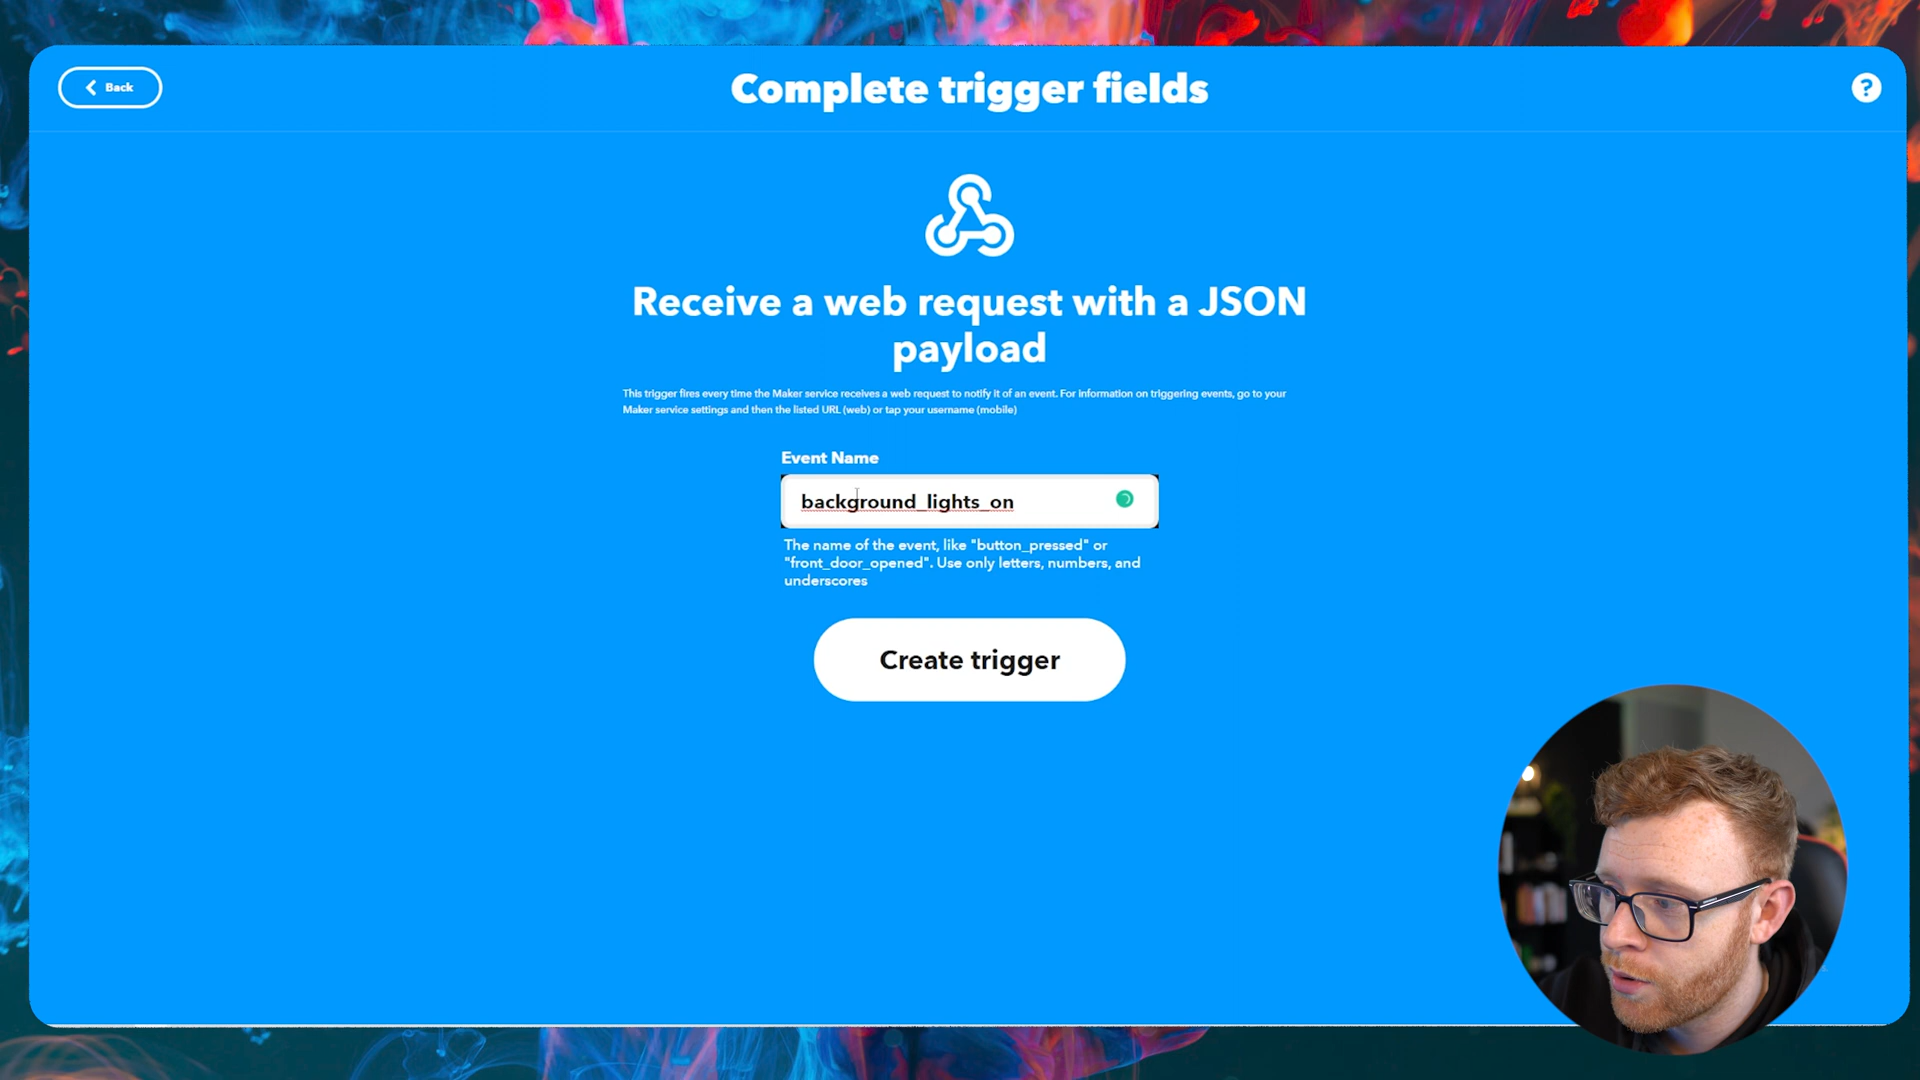 Back
Complete trigger fields
?
Receive a web request with a JSON
payload
This trigger fires every time the Maker service receives a web request to notify it of an event. For information on triggering events, go to your
Maker service settings and then the listed URL (web) or tap your username (mobile)
Event Name
background_lights_on
The name of the event, like "button_pressed" or
"front_door_opened". Use only letters, numbers, and
underscores
Create trigger